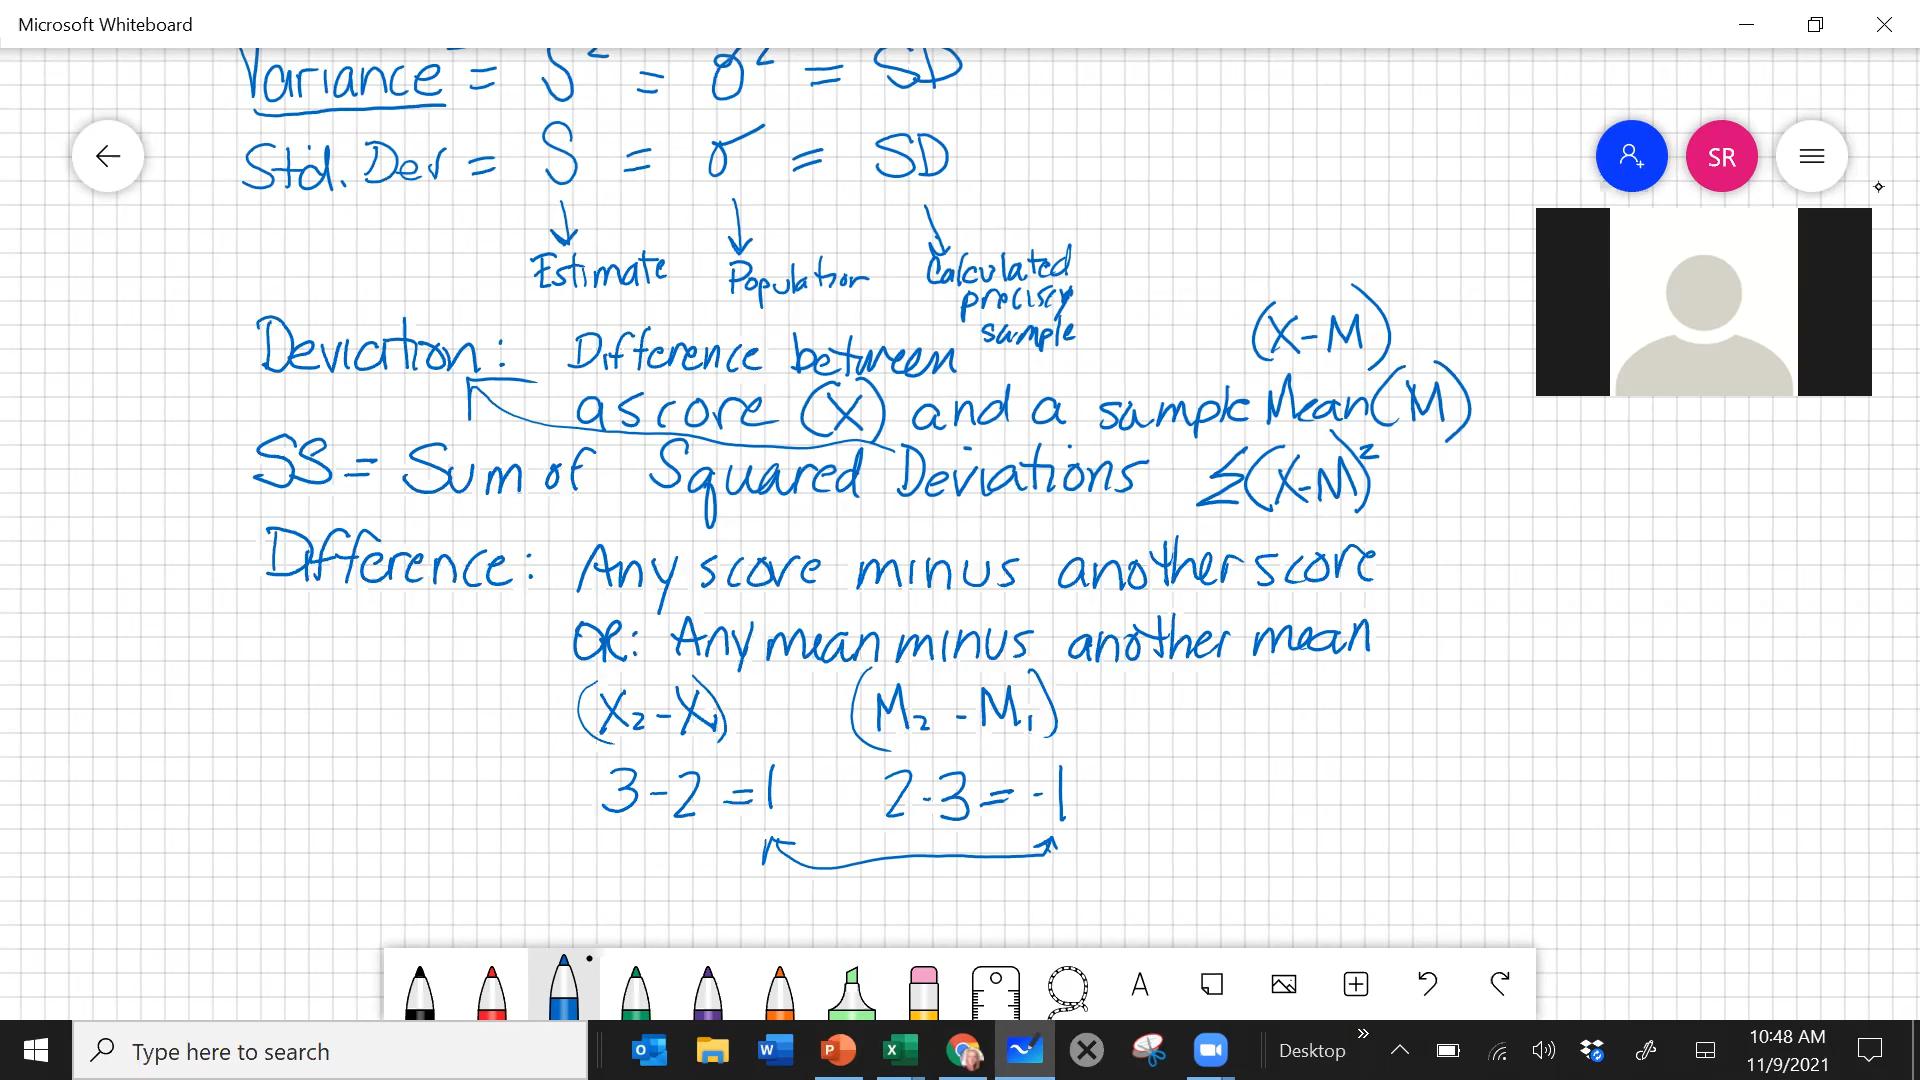 Microsoft Whiteboard
Variance = S² = σ² = SD
Std. Dev = S = σ = SD
Estimate Population Calculated
precisly
sample
Deviation: Difference between (X-M)
a score (X) and a sample Mean (M)
SS = Sum of Squared Deviations Σ(X-M)²
Difference: Any score minus another score
OR: Any mean minus another mean
(X₂-X₁) (M₂-M₁)
3-2=1 2-3=-1
SR
Type here to search
Desktop
10:48 AM
11/9/2021